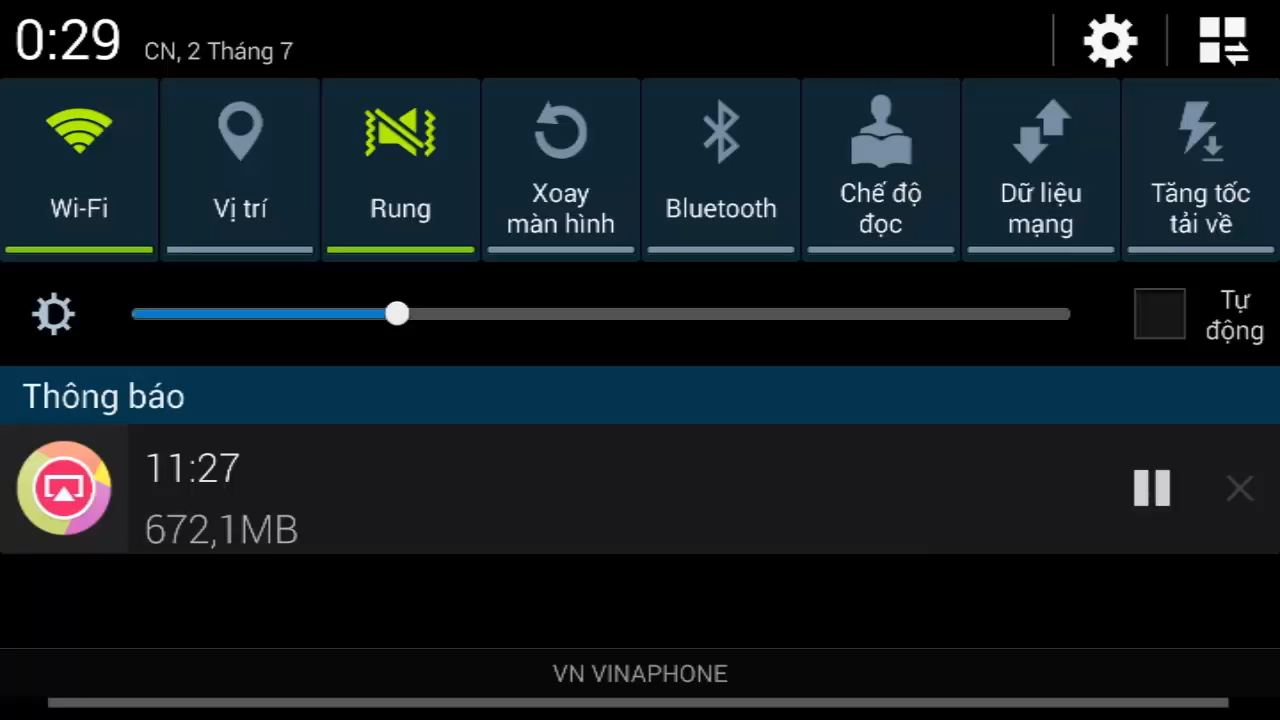 0:29
CN, 2 Tháng 7
Wi-Fi
Vị trí
Rung
Xoay
màn hình
Bluetooth
Chế độ
đọc
Dữ liệu
mạng
Tăng tốc
tải về
Tự
động
Thông báo
11:27
672,1MB
VN VINAPHONE